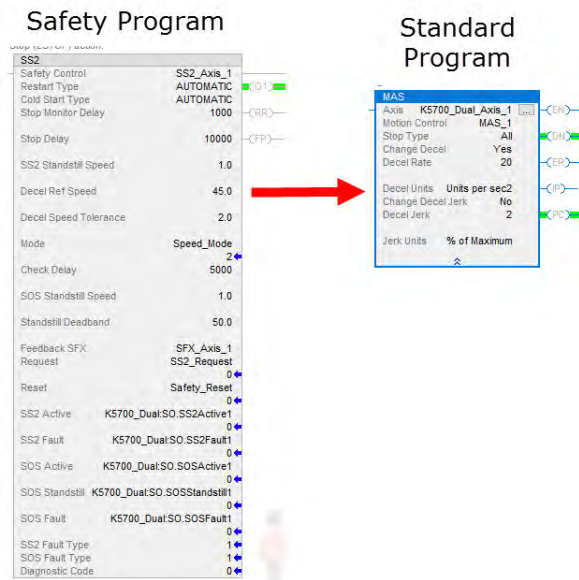 Safety Program
Standard
Program
SS2
Safety Control SS2_Axis_1
Restart Type AUTOMATIC (O1)
Cold Start Type AUTOMATIC
Stop Monitor Delay 1000 (RR)
Stop Delay 10000 (FP)
SS2 Standstill Speed 1.0
Decel Ref Speed 45.0
Decel Speed Tolerance 2.0
Mode Speed_Mode
2
Check Delay 5000
SOS Standstill Speed 1.0
Standstill Deadband 50.0
Feedback SFX SFX_Axis_1
Request SS2_Request
0
Reset Safety_Reset
0
SS2 Active K5700_Dual:SO.SS2Active1
0
SS2 Fault K5700_Dual:SO.SS2Fault1
0
SOS Active K5700_Dual:SO.SOSActive1
0
SOS Standstill K5700_Dual:SO.SOSStandstill1
0
SOS Fault K5700_Dual:SO.SOSFault1
0
SS2 Fault Type 1
SOS Fault Type 1
Diagnostic Code 0
MAS
Axis K5700_Dual_Axis_1 ... (EN)
Motion Control MAS_1
Stop Type All (DN)
Change Decel Yes
Decel Rate 20 (ER)
Decel Units Units per sec2 (IP)
Change Decel Jerk No
Decel Jerk 2 (PC)
Jerk Units % of Maximum